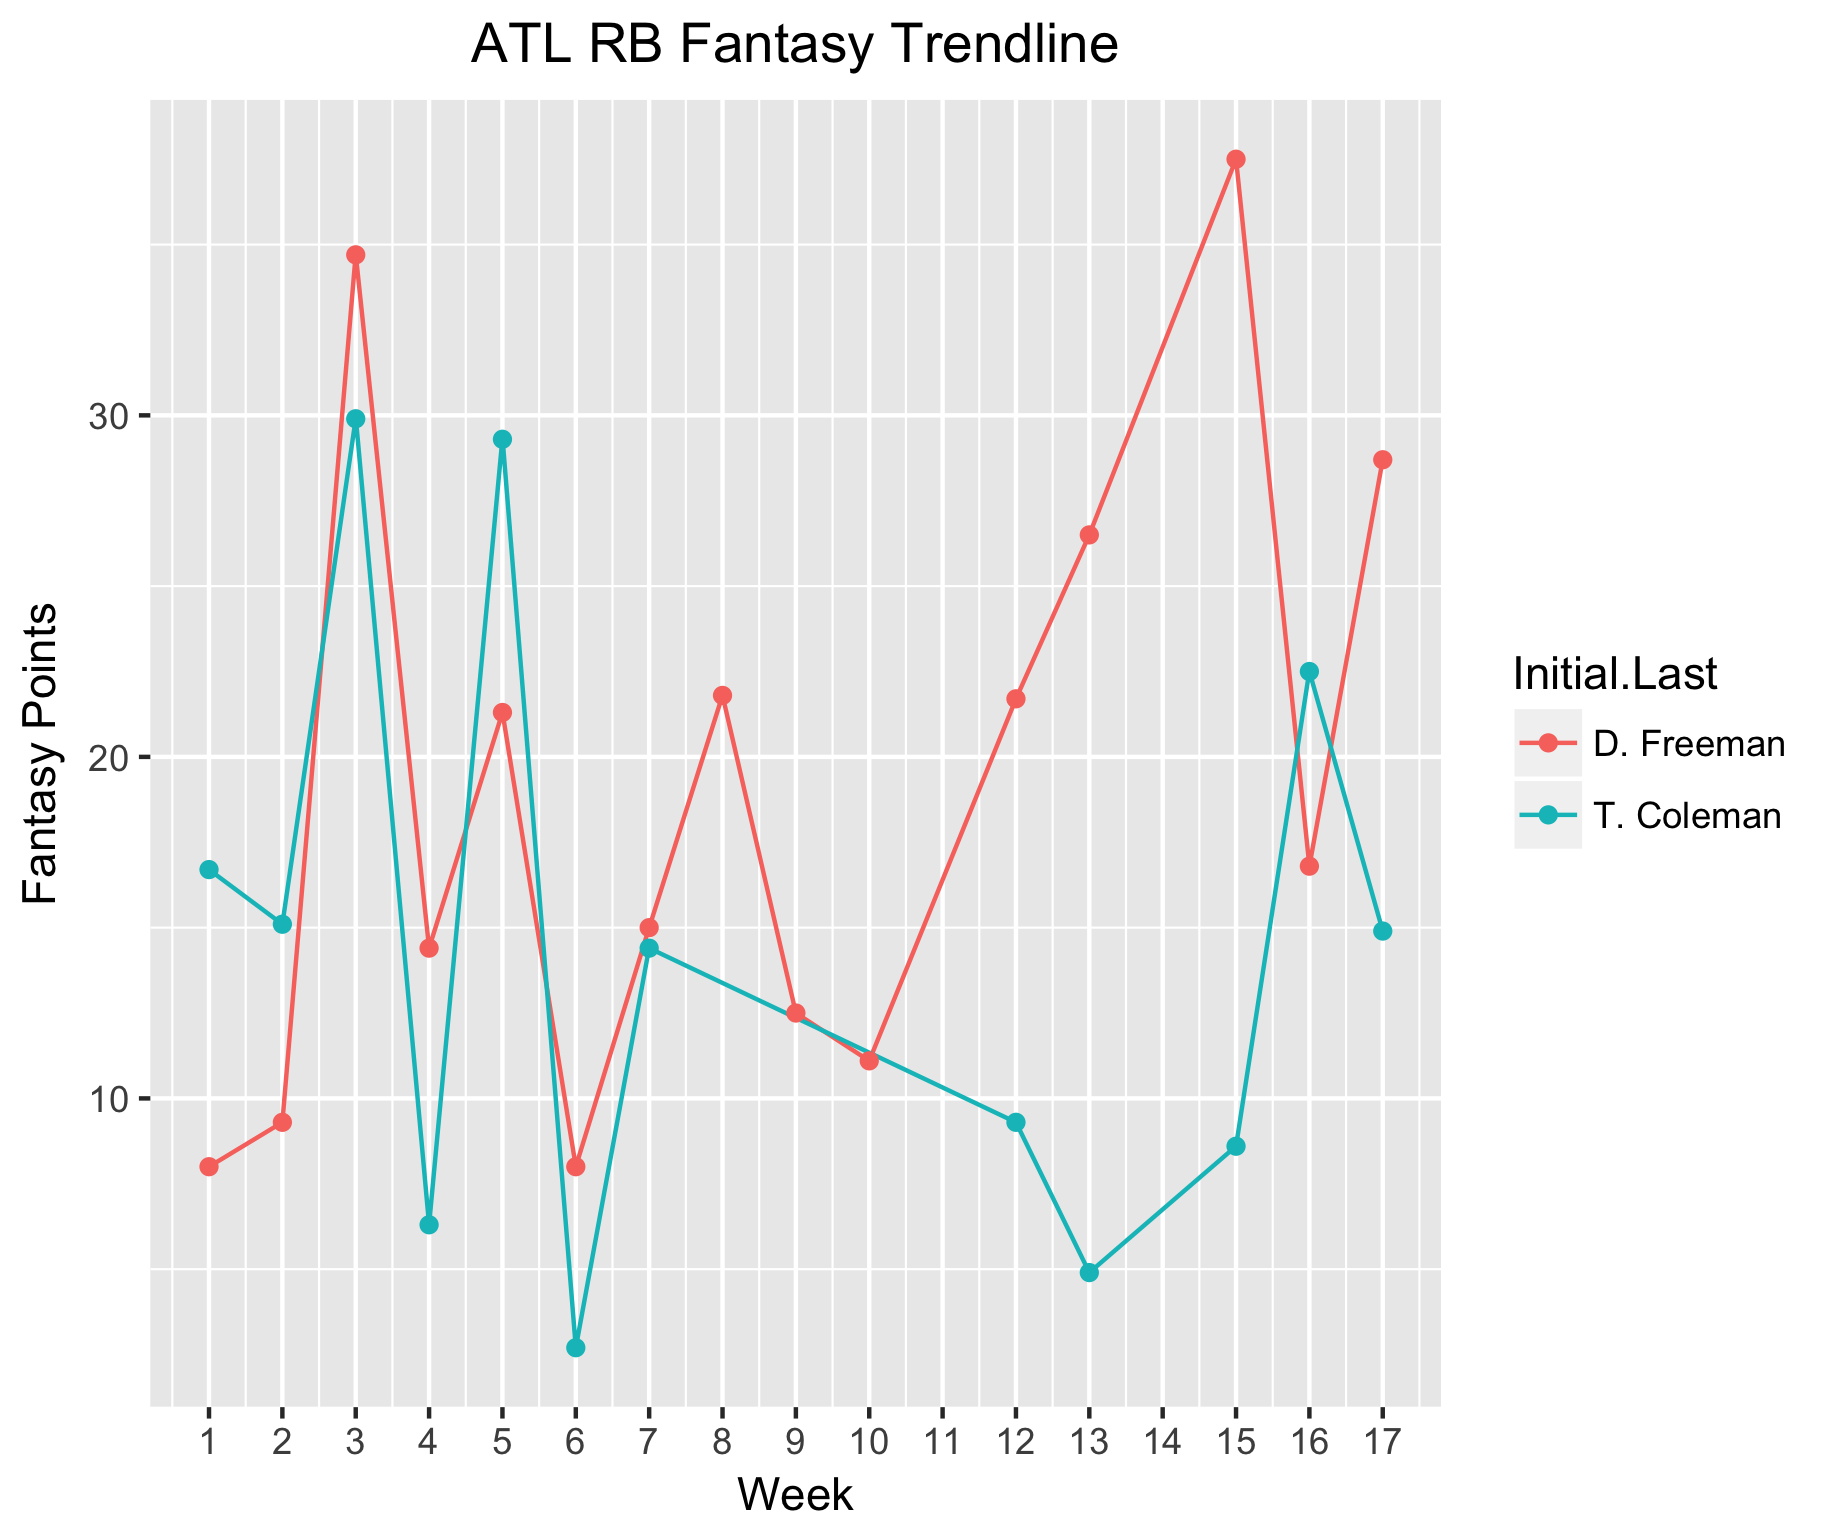 ATL RB Fantasy Trendline
Fantasy Points
30
20
10
1 2 3 4 5 6 7 8 9 10 11 12 13 14 15 16 17
Week
Initial.Last
D. Freeman
T. Coleman